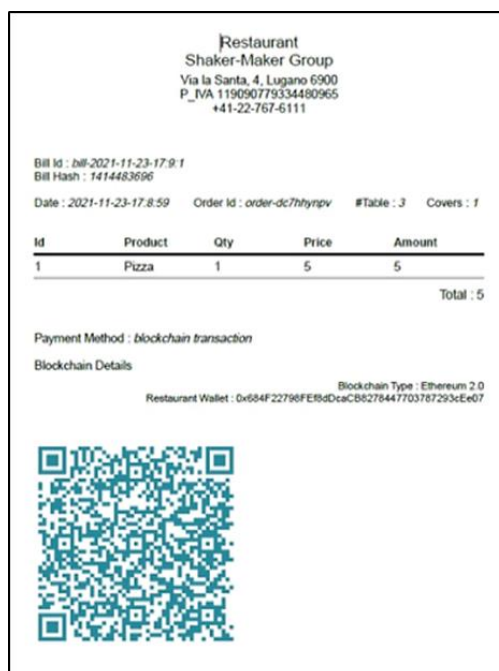 Restaurant
Shaker-Maker Group
Via la Santa, 4, Lugano 6900
P_IVA 119090779334480965
+41-22-767-6111
Bill Id : bill-2021-11-23-17:9:1
Bill Hash : 1414483696
Date : 2021-11-23-17:8:59 Order Id : order-dc7hhynpv #Table : 3 Covers : 1
Id Product Qty Price Amount
1 Pizza 1 5 5
Total : 5
Payment Method : blockchain transaction
Blockchain Details
Blockchain Type : Ethereum 2.0
Restaurant Wallet :